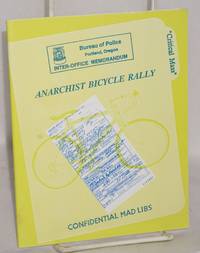 Bureau of Police
Portland, Oregon
INTER-OFFICE MEMORANDUM
"Critical Mass"
ANARCHIST BICYCLE RALLY
CONFIDENTIAL MAD LIBS